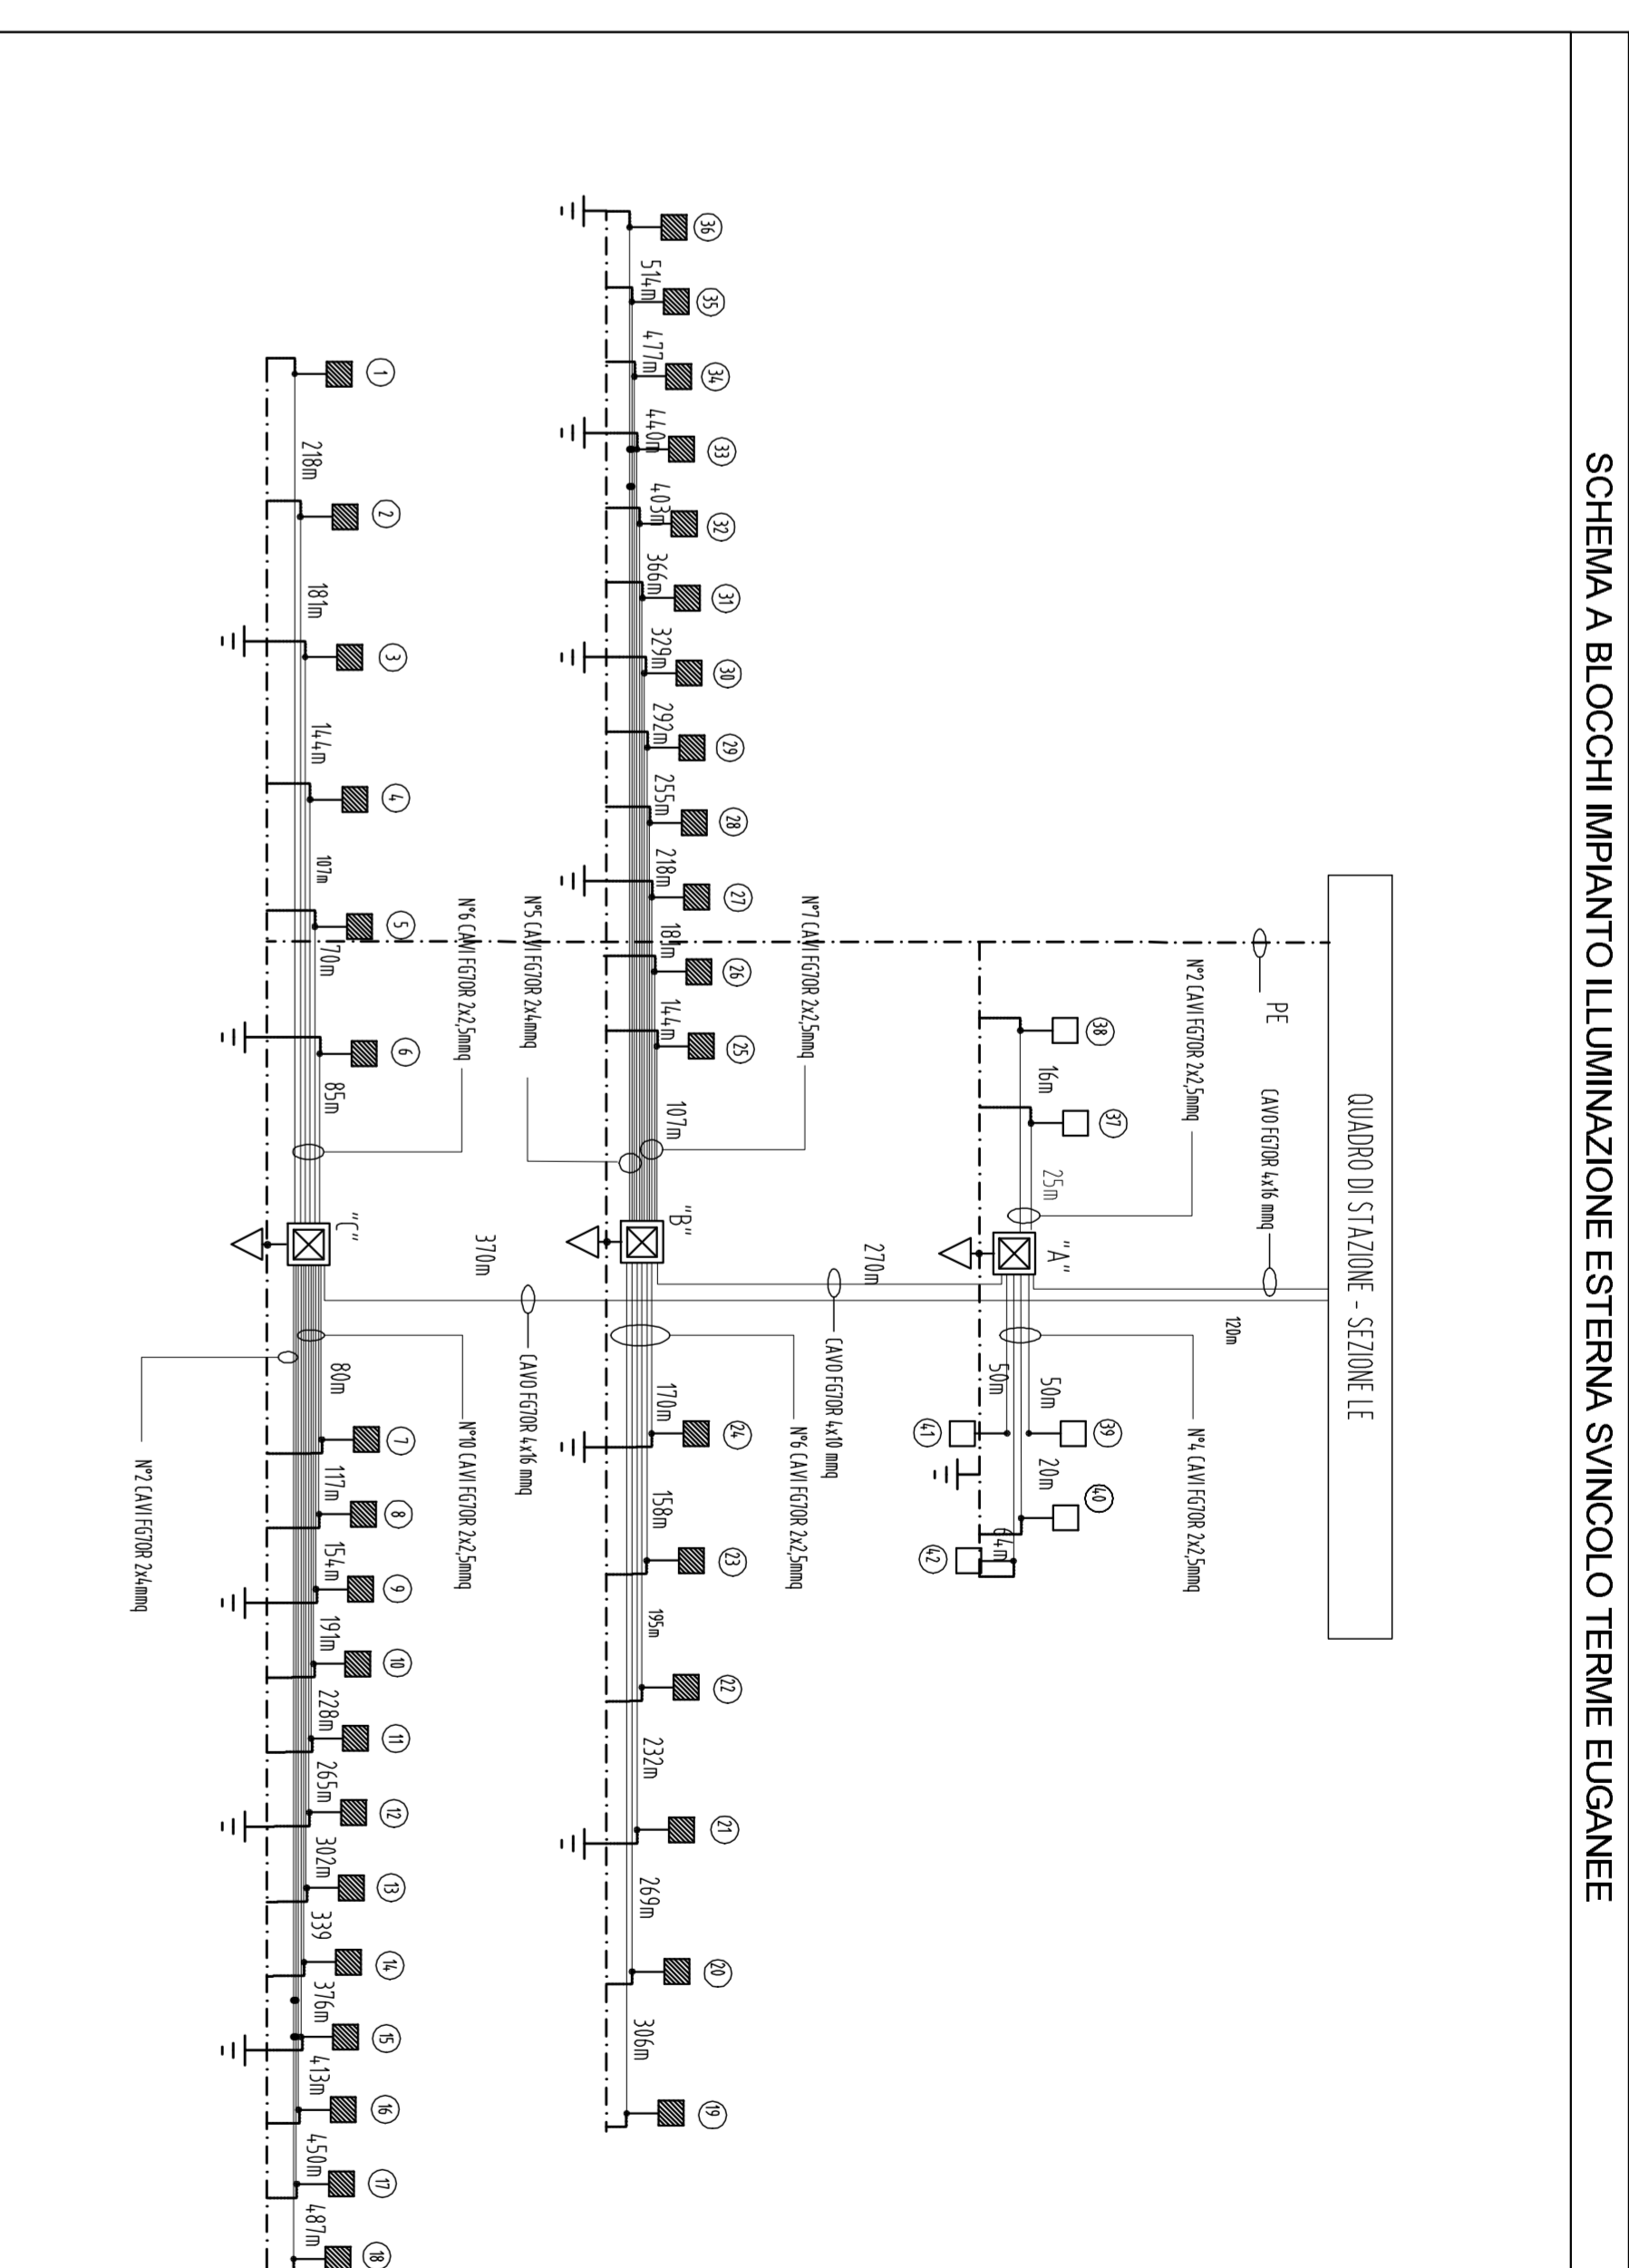 SCHEMA A BLOCCHI IMPIANTO ILLUMINAZIONE ESTERNA SVINCOLO TERME EUGANEE
QUADRO DI STAZIONE - SEZIONE LE
PE
CAVO FG7OR 4x16 mmq
120m
N°2 CAVI FG7OR 2x2,5mmq
N°4 CAVI FG7OR 2x2,5mmq
38
37
39
40
16m
25m
"A"
50m
20m
50m
64m
41
42
270m
CAVO FG7OR 4x10 mmq
N°7 CAVI FG7OR 2x2,5mmq
N°6 CAVI FG7OR 2x2,5mmq
36
35
34
33
32
31
30
29
28
27
26
25
24
23
22
21
20
19
514m
477m
440m
403m
366m
329m
292m
255m
218m
181m
144m
107m
"B"
170m
158m
195m
232m
269m
306m
N°5 CAVI FG7OR 2x4mmq
CAVO FG7OR 4x16 mmq
370m
N°6 CAVI FG7OR 2x2,5mmq
N°10 CAVI FG7OR 2x2,5mmq
1
2
3
4
5
6
7
8
9
10
11
12
13
14
15
16
17
18
218m
181m
144m
107m
70m
85m
"C"
80m
117m
154m
191m
228m
265m
302m
339
376m
413m
450m
487m
N°2 CAVI FG7OR 2x4mmq